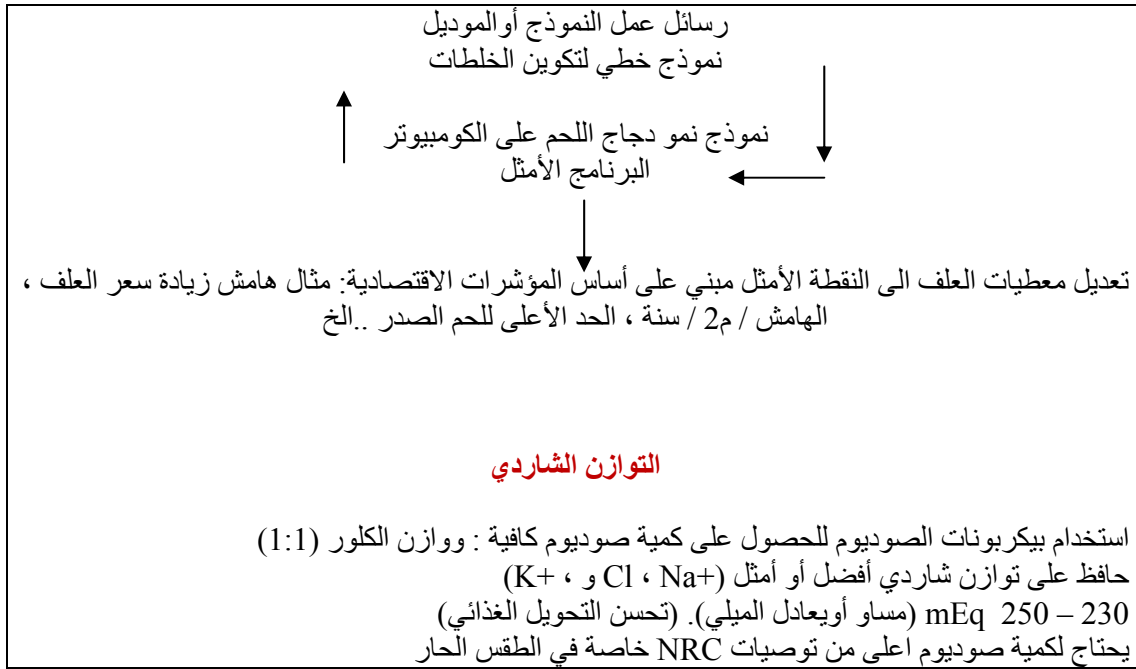 رسائل عمل النموذج أوالموديل
نموذج خطي لتكوين الخلطات
نموذج نمو دجاج اللحم على الكومبيوتر
البرنامج الأمثل
تعديل معطيات العلف الى النقطة الأمثل مبني على أساس المؤشرات الاقتصادية: مثال هامش زيادة سعر العلف ،
الهامش / م2 / سنة ، الحد الأعلى للحم الصدر ..الخ
التوازن الشاردي
استخدام بيكربونات الصوديوم للحصول على كمية صوديوم كافية : ووازن الكلور (1:1)
حافظ على توازن شاردي أفضل أو أمثل (Na+ ، Cl و ، K+)
230 – 250 mEq (مساو أويعادل الميلي). (تحسن التحويل الغذائي)
يحتاج لكمية صوديوم اعلى من توصيات NRC خاصة في الطقس الحار